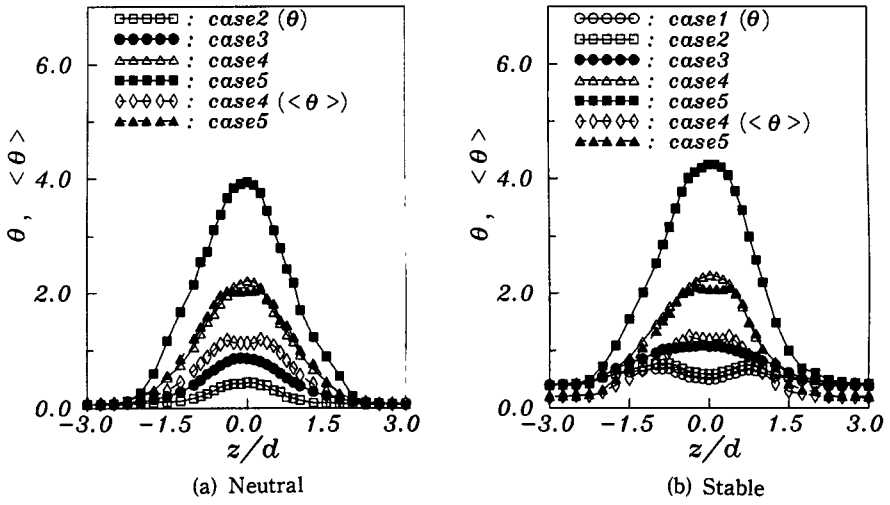 θ, <θ>
6.0
4.0
2.0
0.0
-3.0 -1.5 0.0 1.5 3.0
z/d
: case2 (θ)
: case3
: case4
: case5
: case4 (<θ>)
: case5
(a) Neutral
θ, <θ>
6.0
4.0
2.0
0.0
-3.0 -1.5 0.0 1.5 3.0
z/d
: case1 (θ)
: case2
: case3
: case4
: case5
: case4 (<θ>)
: case5
(b) Stable